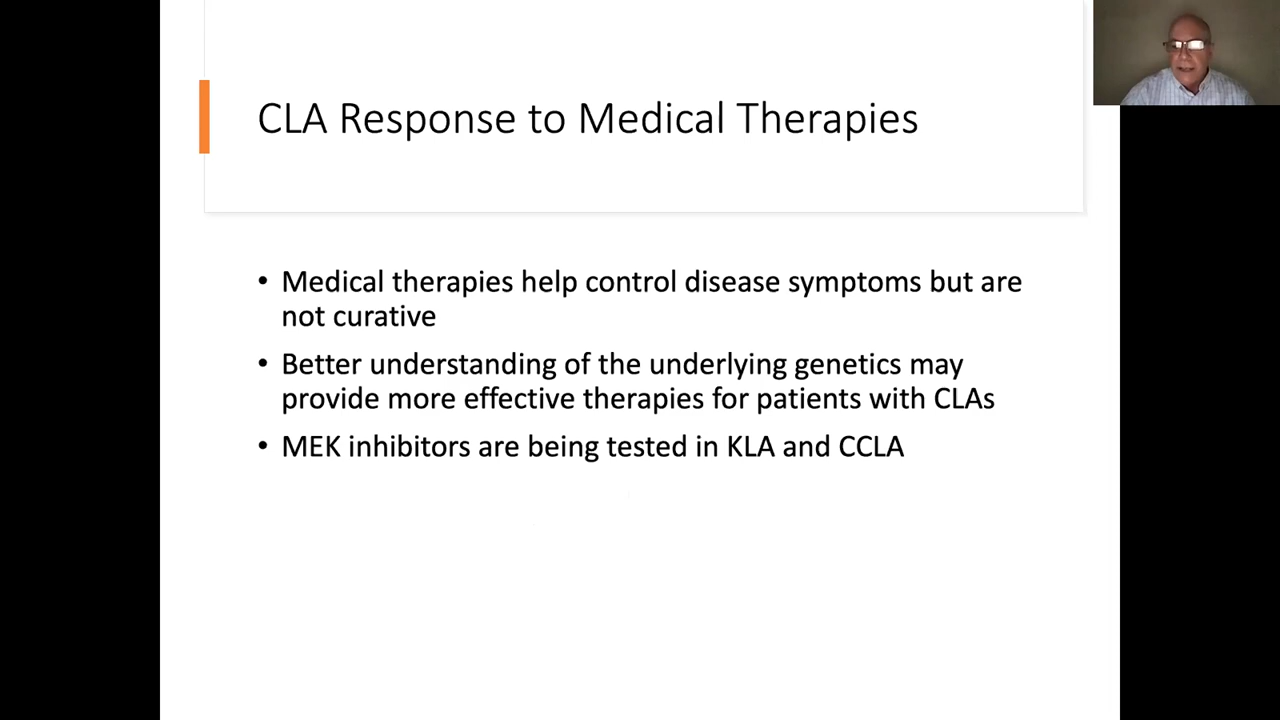 CLA Response to Medical Therapies
• Medical therapies help control disease symptoms but are
not curative
• Better understanding of the underlying genetics may
provide more effective therapies for patients with CLAs
• MEK inhibitors are being tested in KLA and CCLA